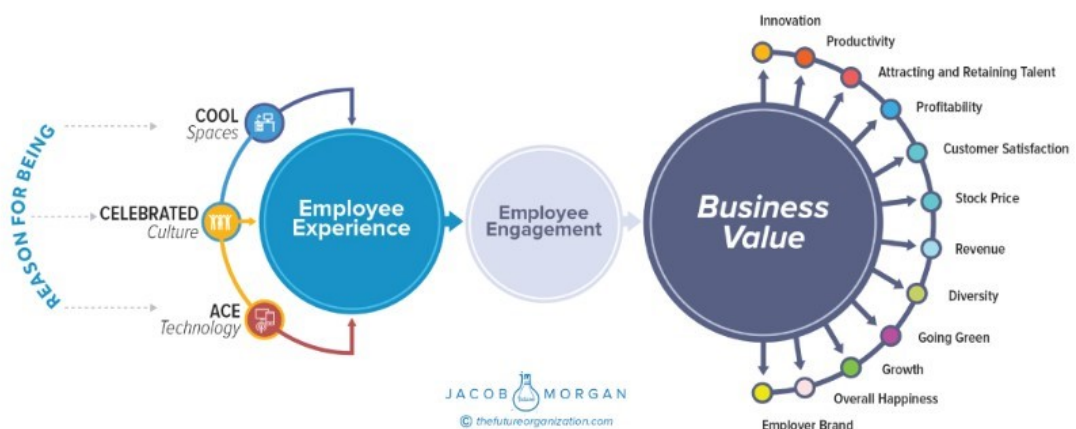 REASON FOR BEING
COOL
Spaces
CELEBRATED
Culture
ACE
Technology
Employee
Experience
Employee
Engagement
Business
Value
Innovation
Productivity
Attracting and Retaining Talent
Profitability
Customer Satisfaction
Stock Price
Revenue
Diversity
Going Green
Growth
Overall Happiness
Employer Brand
JACOB MORGAN
© thefutureorganization.com